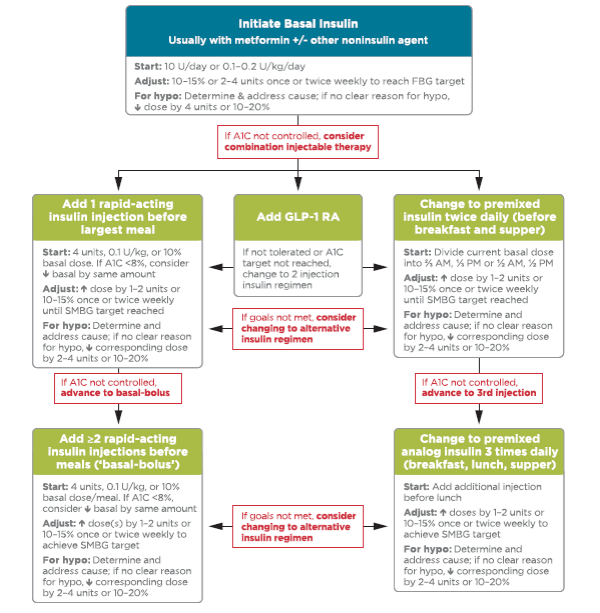 Initiate Basal Insulin
Usually with metformin +/- other noninsulin agent
Start: 10 U/day or 0.1–0.2 U/kg/day
Adjust: 10–15% or 2–4 units once or twice weekly to reach FBG target
For hypo: Determine & address cause; if no clear reason for hypo,
↓ dose by 4 units or 10–20%
If A1C not controlled, consider
combination injectable therapy
Add 1 rapid-acting
insulin injection before
largest meal
Start: 4 units, 0.1 U/kg, or 10%
basal dose. If A1C <8%, consider
↓ basal by same amount
Adjust: ↑ dose by 1–2 units or
10–15% once or twice weekly
until SMBG target reached
For hypo: Determine and
address cause; if no clear reason
for hypo, ↓ corresponding dose
by 2–4 units or 10–20%
Add GLP-1 RA
If not tolerated or A1C
target not reached,
change to 2 injection
insulin regimen
If goals not met, consider
changing to alternative
insulin regimen
Change to premixed
insulin twice daily (before
breakfast and supper)
Start: Divide current basal dose
into ⅔ AM, ⅓ PM or ½ AM, ½ PM
Adjust: ↑ dose by 1–2 units or
10–15% once or twice weekly
until SMBG target reached
For hypo: Determine and
address cause; if no clear reason
for hypo, ↓ corresponding dose
by 2–4 units or 10–20%
If A1C not controlled,
advance to basal-bolus
If A1C not controlled,
advance to 3rd injection
Add ≥2 rapid-acting
insulin injections before
meals ('basal-bolus')
Start: 4 units, 0.1 U/kg, or 10%
basal dose/meal. If A1C <8%,
consider ↓ basal by same amount
Adjust: ↑ dose(s) by 1–2 units or
10–15% once or twice weekly to
achieve SMBG target
For hypo: Determine and
address cause; if no clear reason
for hypo, ↓ corresponding dose
by 2–4 units or 10–20%
If goals not met, consider
changing to alternative
insulin regimen
Change to premixed
analog insulin 3 times daily
(breakfast, lunch, supper)
Start: Add additional injection
before lunch
Adjust: ↑ doses by 1–2 units or
10–15% once or twice weekly to
achieve SMBG target
For hypo: Determine and
address cause; if no clear reason
for hypo, ↓ corresponding dose
by 2–4 units or 10–20%